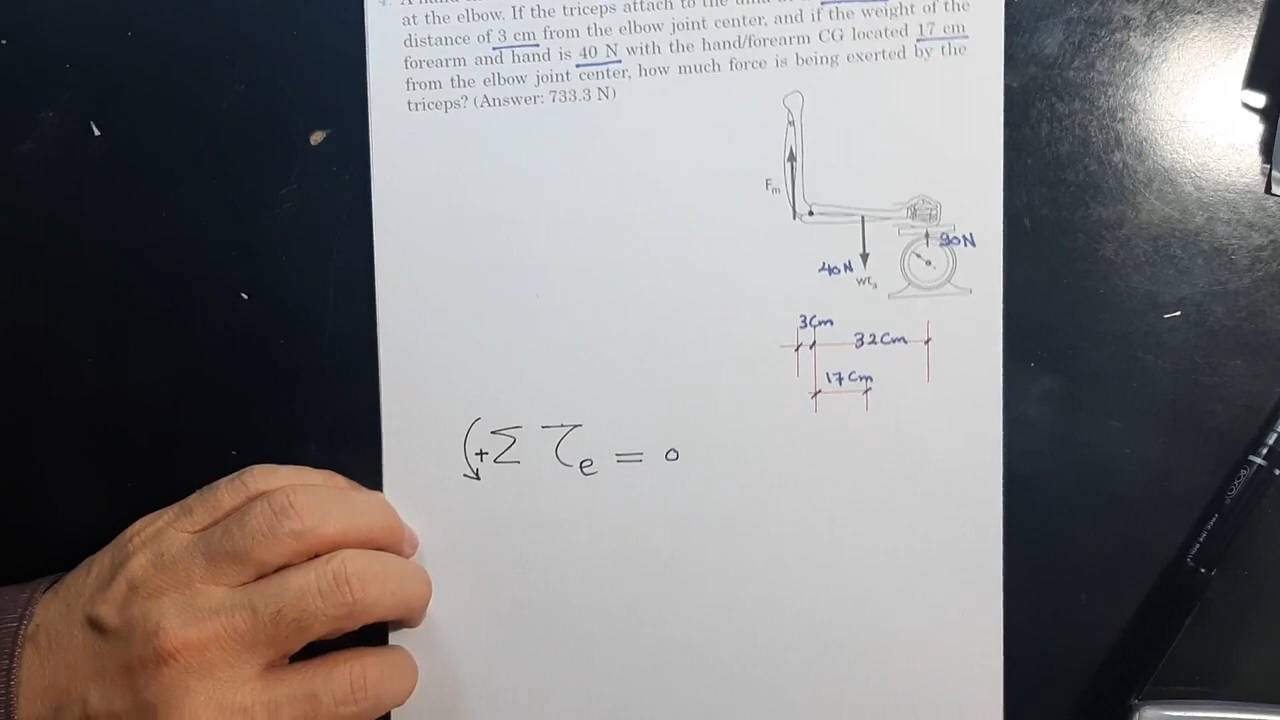 at the elbow. If the triceps attach to the
distance of 3 cm from the elbow joint center, and if the weight of the
forearm and hand is 40 N with the hand/forearm CG located 17 cm
from the elbow joint center, how much force is being exerted by the
triceps? (Answer: 733.3 N)
Fm
90N
40N
wt
3Cm
32Cm
17Cm
(+Σ τe = 0